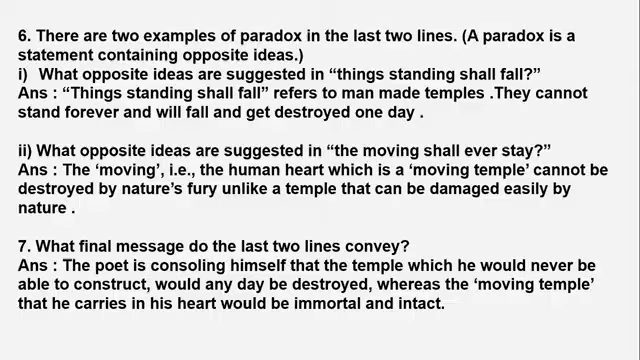 6. There are two examples of paradox in the last two lines. (A paradox is a
statement containing opposite ideas.)
i) What opposite ideas are suggested in “things standing shall fall?”
Ans : “Things standing shall fall” refers to man made temples .They cannot
stand forever and will fall and get destroyed one day .
ii) What opposite ideas are suggested in “the moving shall ever stay?”
Ans : The ‘moving’, i.e., the human heart which is a ‘moving temple’ cannot be
destroyed by nature’s fury unlike a temple that can be damaged easily by
nature .
7. What final message do the last two lines convey?
Ans : The poet is consoling himself that the temple which he would never be
able to construct, would any day be destroyed, whereas the ‘moving temple’
that he carries in his heart would be immortal and intact.